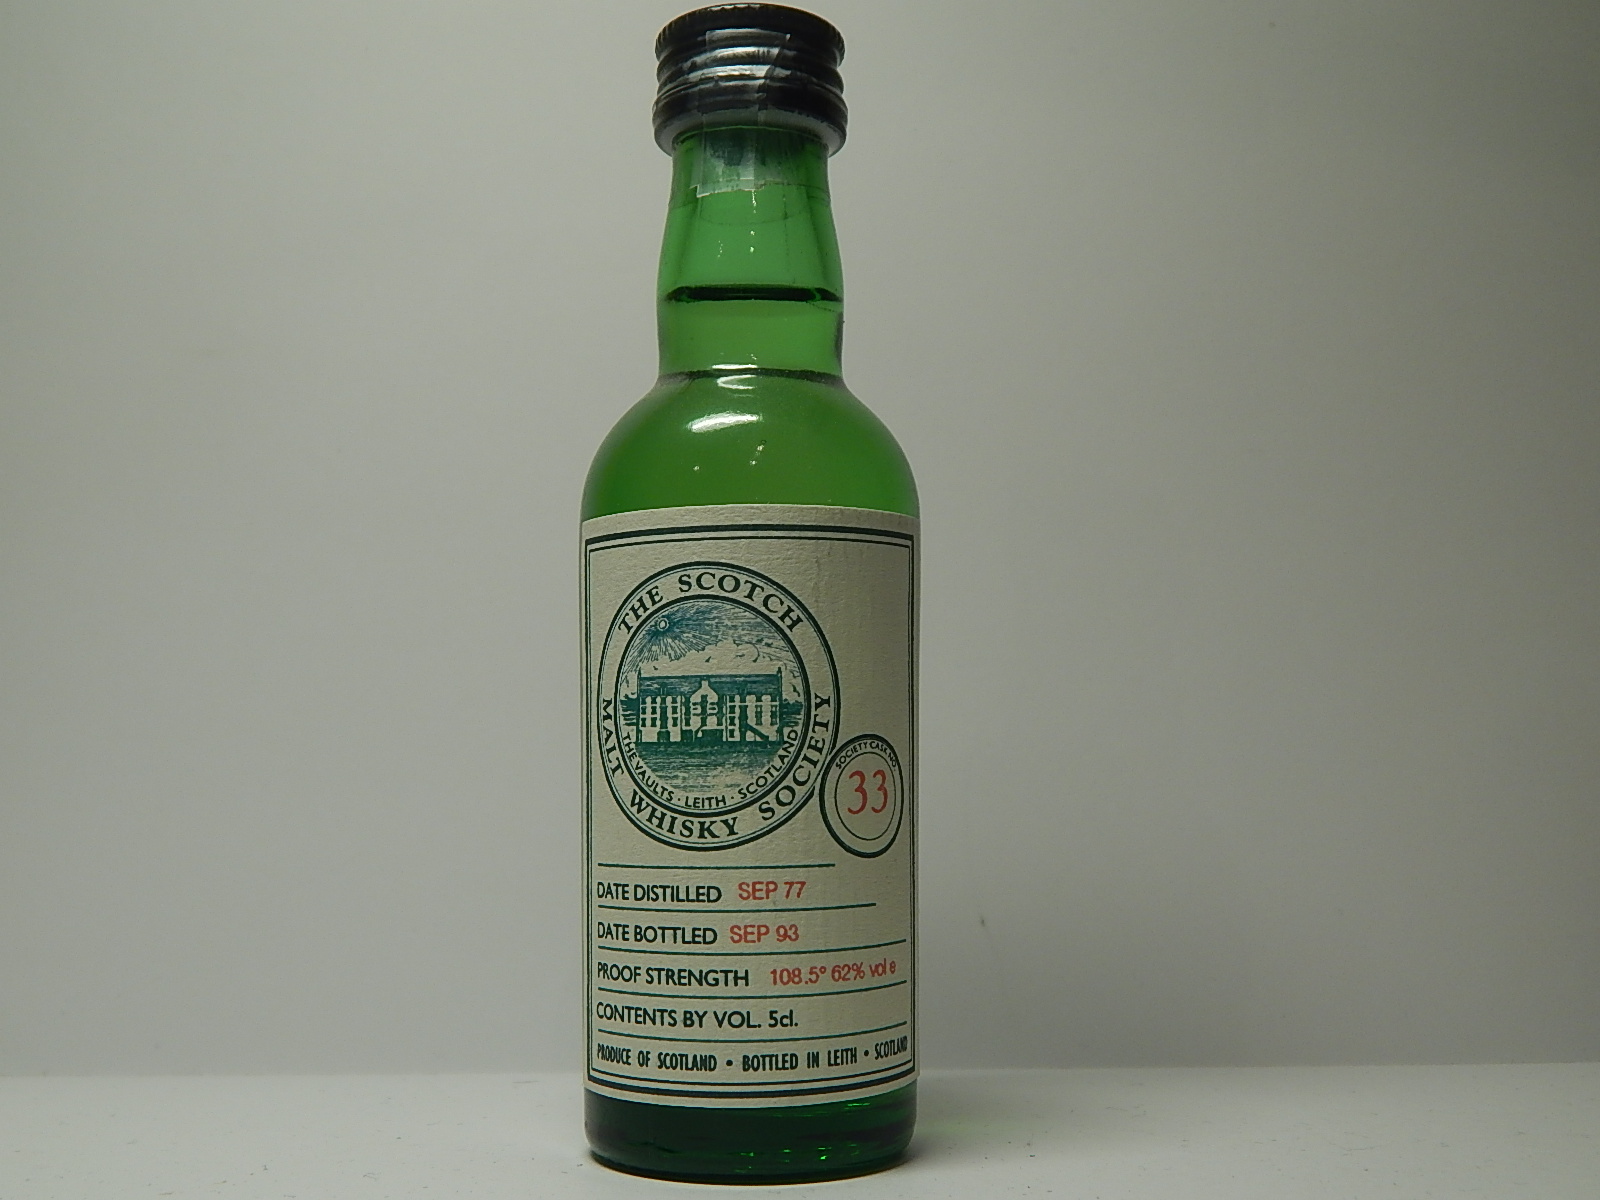 THE SCOTCH
MALT WHISKY SOCIETY
THE VAULTS · LEITH · SCOTLAND
SOCIETY CASK NO
33
DATE DISTILLED SEP 77
DATE BOTTLED SEP 93
PROOF STRENGTH 108.5° 62% vol e
CONTENTS BY VOL. 5cl.
PRODUCE OF SCOTLAND • BOTTLED IN LEITH • SCOTLAND